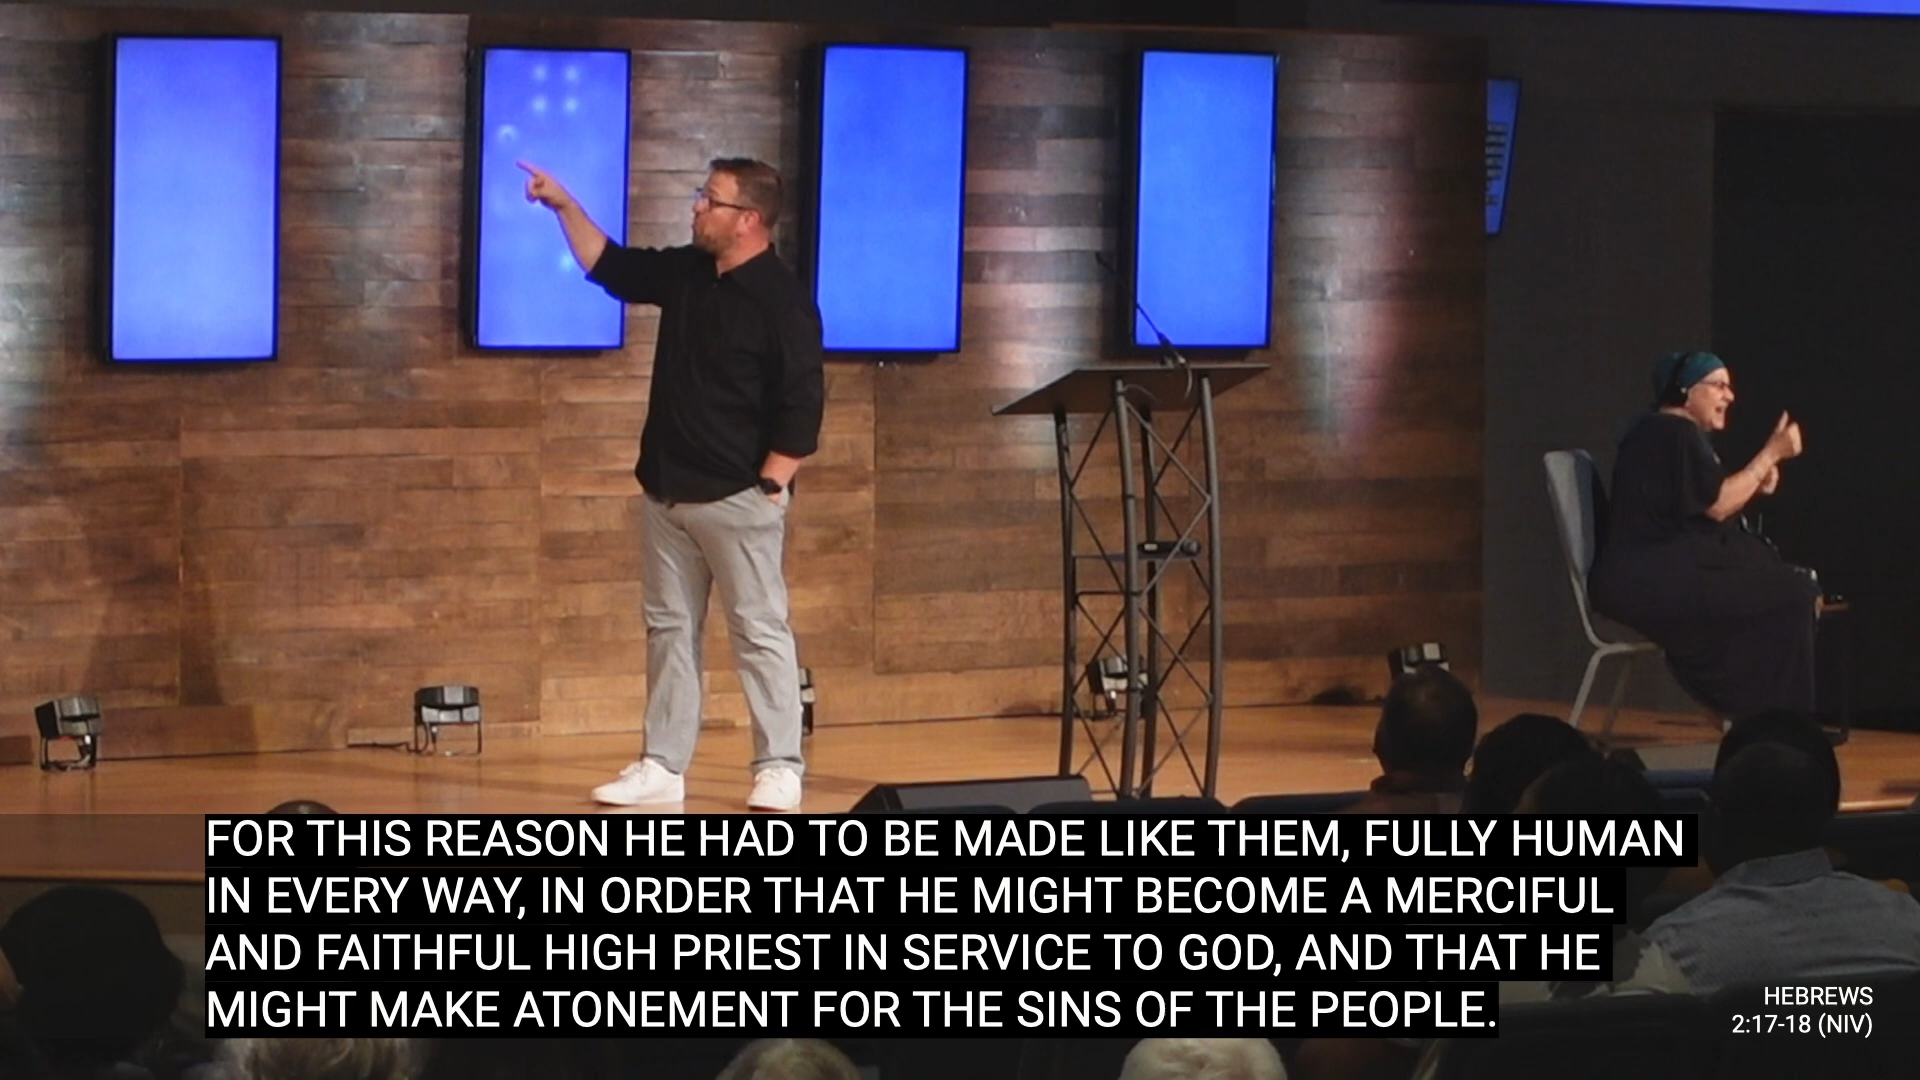 FOR THIS REASON HE HAD TO BE MADE LIKE THEM, FULLY HUMAN
IN EVERY WAY, IN ORDER THAT HE MIGHT BECOME A MERCIFUL
AND FAITHFUL HIGH PRIEST IN SERVICE TO GOD, AND THAT HE
MIGHT MAKE ATONEMENT FOR THE SINS OF THE PEOPLE.
HEBREWS
2:17-18 (NIV)